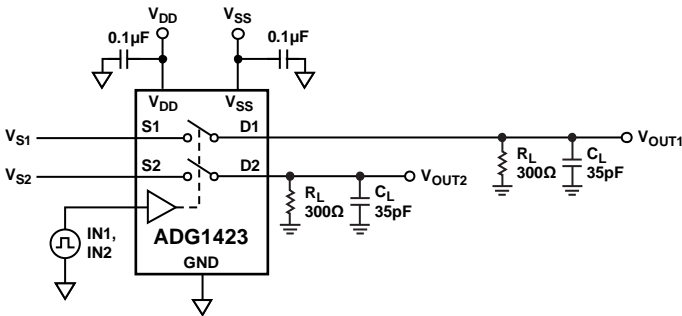 VDD
VSS
0.1µF
0.1µF
VDD
VSS
VS1
S1
D1
VOUT1
VS2
S2
D2
VOUT2
RL
300Ω
CL
35pF
RL
300Ω
CL
35pF
IN1,
IN2
ADG1423
GND